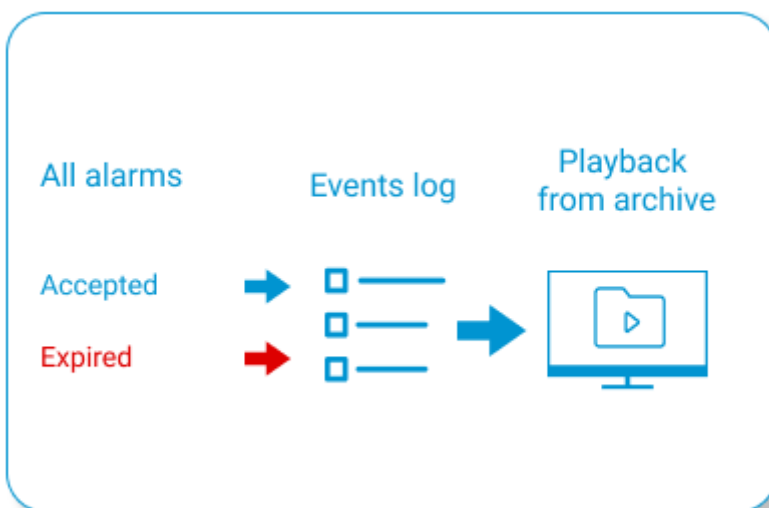 All alarms
Accepted
Expired
Events log
Playback
from archive